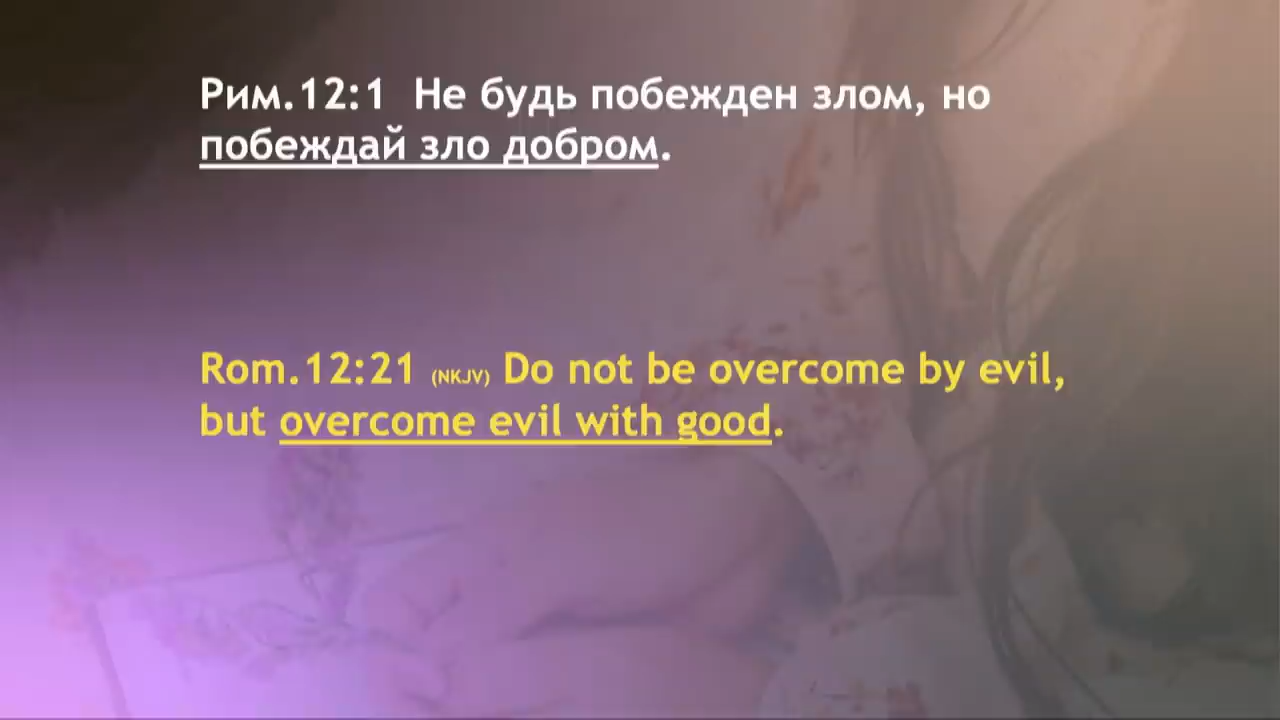 Рим.12:1 Не будь побежден злом, но
побеждай зло добром.
Rom.12:21 (NKJV) Do not be overcome by evil,
but overcome evil with good.